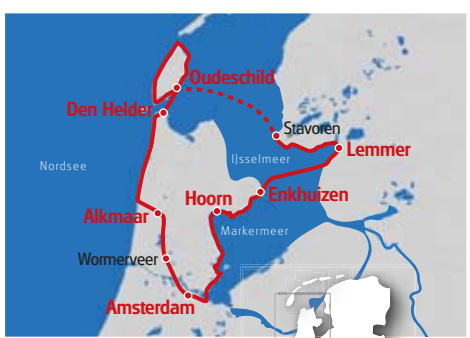 Oudeschild
Den Helder
Stavoren
Lemmer
Nordsee
IJsselmeer
Enkhuizen
Hoorn
Alkmaar
Markermeer
Wormerveer
Amsterdam